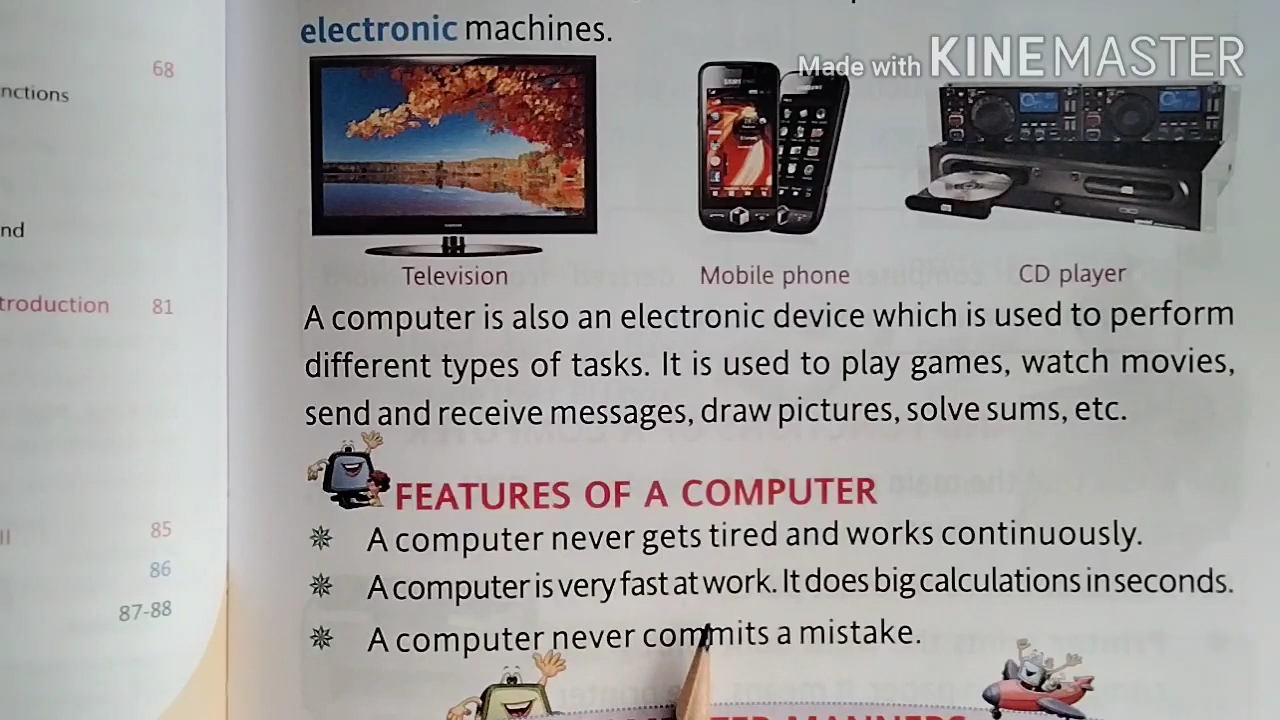 electronic machines.
Made with KINEMASTER
68
nctions
nd
troduction 81
85
86
87-88
Television
Mobile phone
CD player
A computer is also an electronic device which is used to perform
different types of tasks. It is used to play games, watch movies,
send and receive messages, draw pictures, solve sums, etc.
FEATURES OF A COMPUTER
A computer never gets tired and works continuously.
A computer is very fast at work. It does big calculations in seconds.
A computer never commits a mistake.
MANNERS